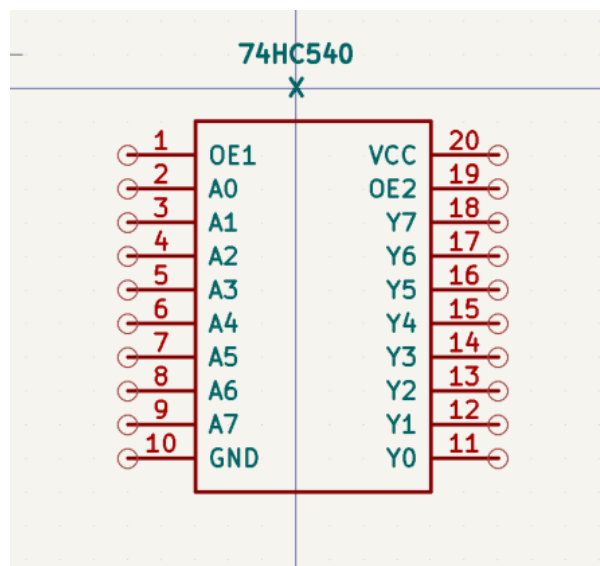 74HC540
X
1 OE1 VCC 20
2 A0 OE2 19
3 A1 Y7 18
4 A2 Y6 17
5 A3 Y5 16
6 A4 Y4 15
7 A5 Y3 14
8 A6 Y2 13
9 A7 Y1 12
10 GND Y0 11